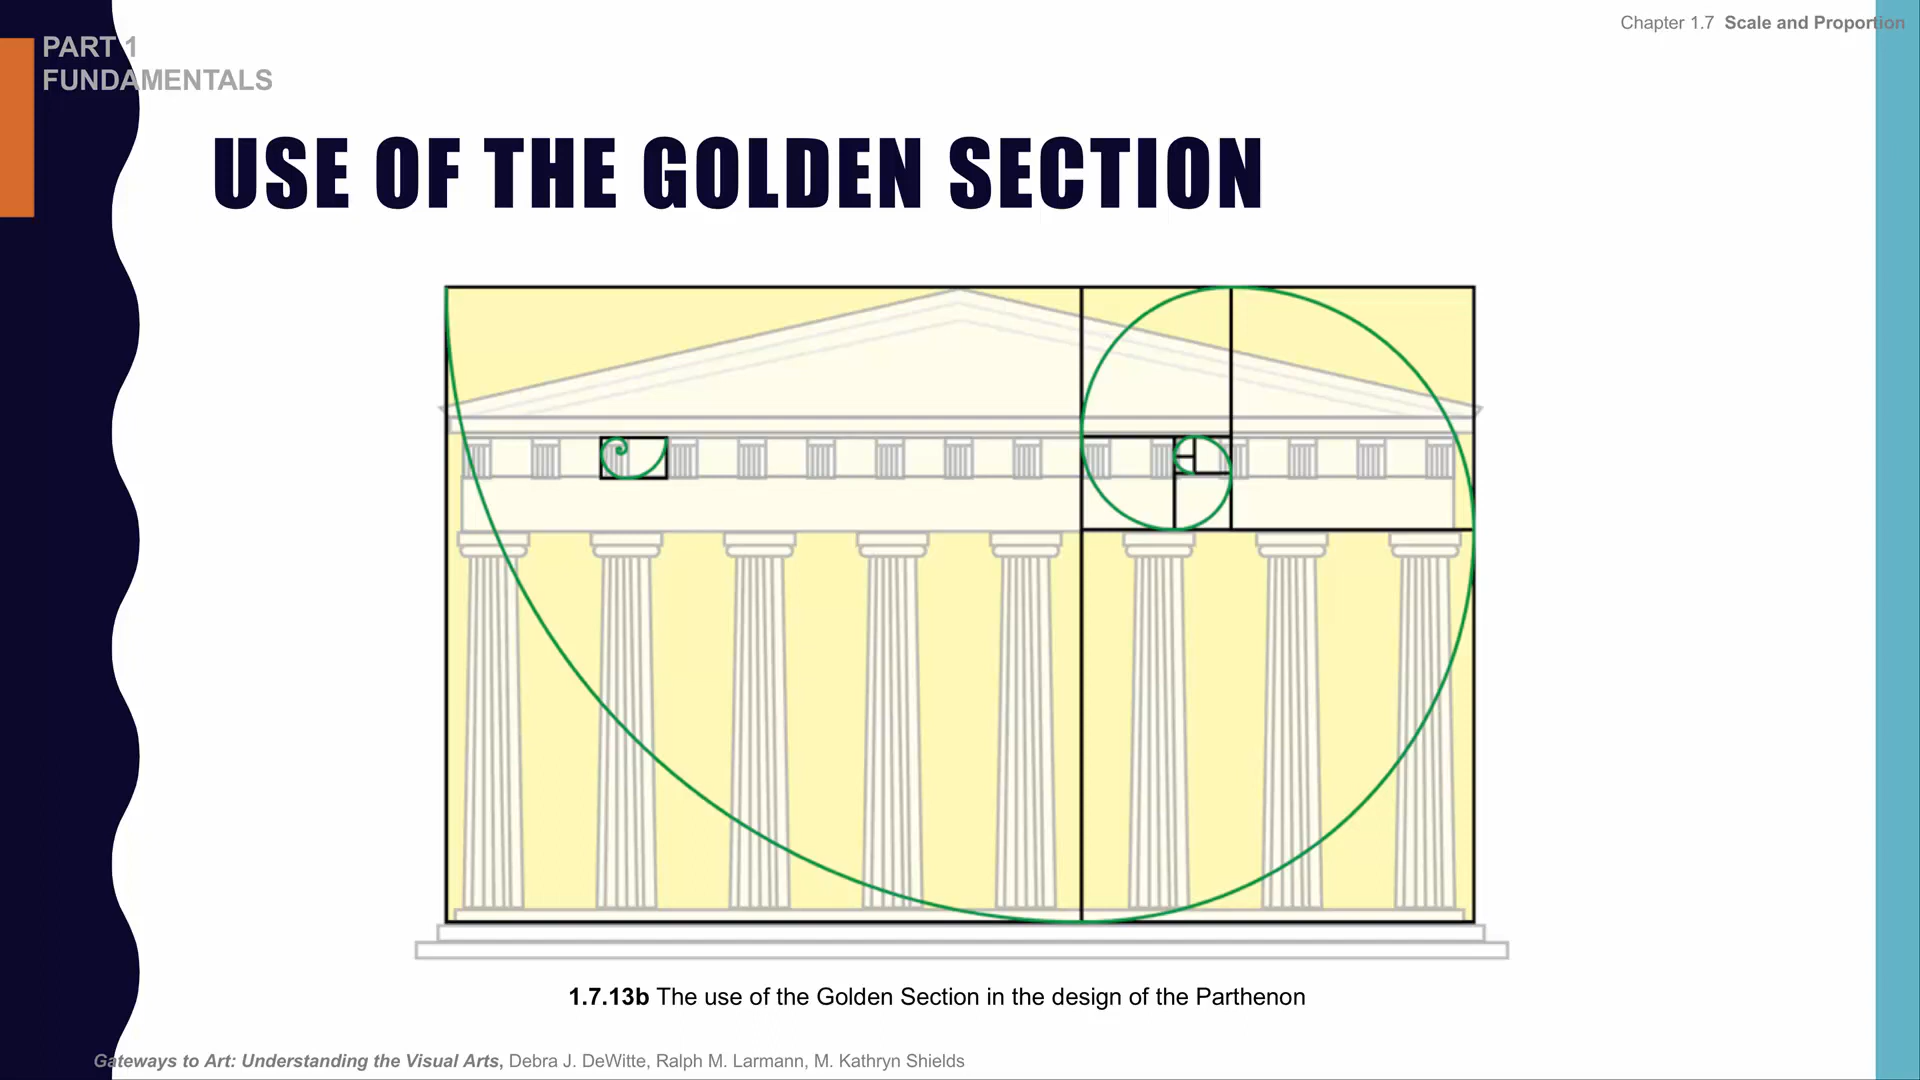 Chapter 1.7 Scale and Proportion
PART 1
FUNDAMENTALS
USE OF THE GOLDEN SECTION
1.7.13b The use of the Golden Section in the design of the Parthenon
Gateways to Art: Understanding the Visual Arts, Debra J. DeWitte, Ralph M. Larmann, M. Kathryn Shields